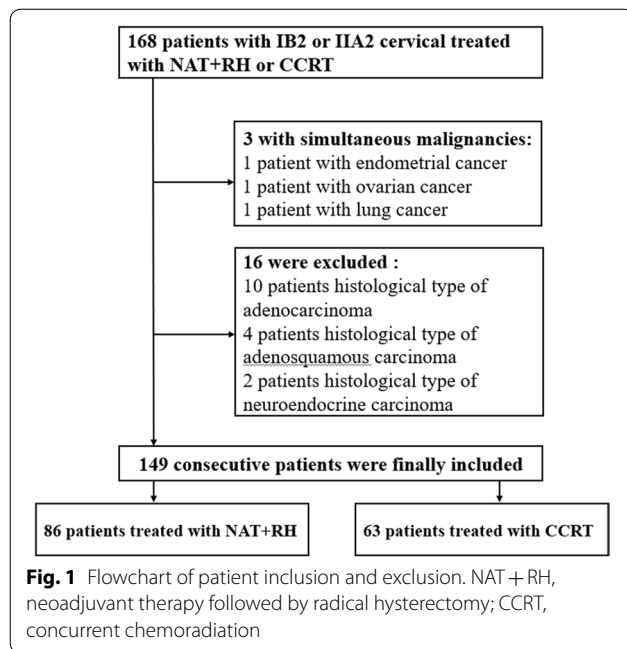 168 patients with IB2 or IIA2 cervical treated
with NAT+RH or CCRT
3 with simultaneous malignancies:
1 patient with endometrial cancer
1 patient with ovarian cancer
1 patient with lung cancer
16 were excluded :
10 patients histological type of
adenocarcinoma
4 patients histological type of
adenosquamous carcinoma
2 patients histological type of
neuroendocrine carcinoma
149 consecutive patients were finally included
86 patients treated with NAT+RH
63 patients treated with CCRT
Fig. 1 Flowchart of patient inclusion and exclusion. NAT + RH,
neoadjuvant therapy followed by radical hysterectomy; CCRT,
concurrent chemoradiation